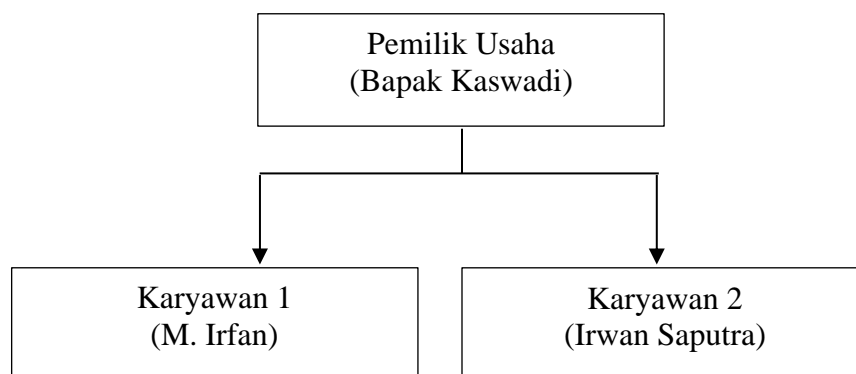 Pemilik Usaha
(Bapak Kaswadi)
Karyawan 1
(M. Irfan)
Karyawan 2
(Irwan Saputra)